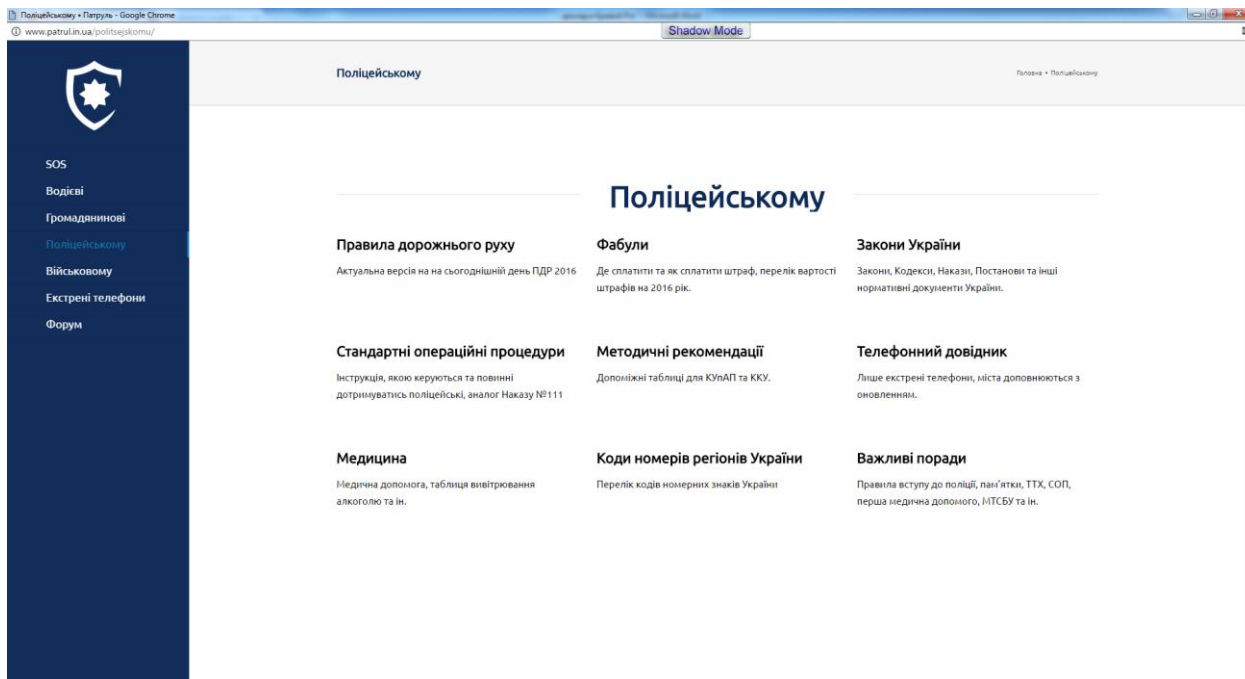 Поліцейському • Патруль - Google Chrome
www.patrul.in.ua/politsejskomu/
Shadow Mode
Поліцейському
Головна • Поліцейському
SOS
Водієві
Громадянинові
Поліцейському
Військовому
Екстрені телефони
Форум
Поліцейському
Правила дорожнього руху
Актуальна версія на на сьогоднішній день ПДР 2016
Фабули
Де сплатити та як сплатити штраф, перелік вартості
штрафів на 2016 рік.
Закони України
Закони, Кодекси, Накази, Постанови та інші
нормативні документи України.
Стандартні операційні процедури
Інструкція, якою керуються та повинні
дотримуватись поліцейські, аналог Наказу №111
Методичні рекомендації
Допоміжні таблиці для КУпАП та ККУ.
Телефонний довідник
Лише екстрені телефони, міста доповнюються з
оновленням.
Медицина
Медична допомога, таблиця вивітрювання
алкоголю та ін.
Коди номерів регіонів України
Перелік кодів номерних знаків України
Важливі поради
Правила вступу до поліції, пам'ятки, ТТХ, СОП,
перша медична допомого, МТСБУ та ін.